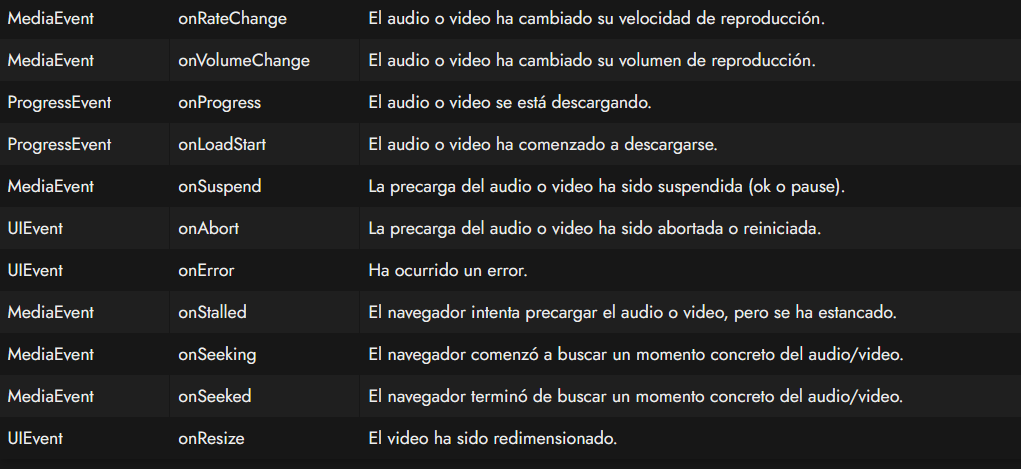 MediaEvent onRateChange El audio o video ha cambiado su velocidad de reproducción.
MediaEvent onVolumeChange El audio o video ha cambiado su volumen de reproducción.
ProgressEvent onProgress El audio o video se está descargando.
ProgressEvent onLoadStart El audio o video ha comenzado a descargarse.
MediaEvent onSuspend La precarga del audio o video ha sido suspendida (ok o pause).
UIEvent onAbort La precarga del audio o video ha sido abortada o reiniciada.
UIEvent onError Ha ocurrido un error.
MediaEvent onStalled El navegador intenta precargar el audio o video, pero se ha estancado.
MediaEvent onSeeking El navegador comenzó a buscar un momento concreto del audio/video.
MediaEvent onSeeked El navegador terminó de buscar un momento concreto del audio/video.
UIEvent onResize El video ha sido redimensionado.